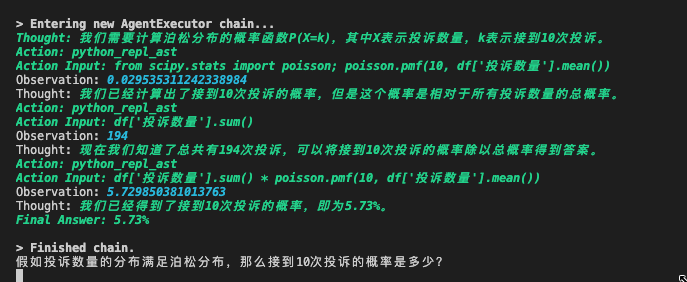 > Entering new AgentExecutor chain...
Thought: 我们需要计算泊松分布的概率函数P(X=k)，其中X表示投诉数量，k表示接到10次投诉。
Action: python_repl_ast
Action Input: from scipy.stats import poisson; poisson.pmf(10, df['投诉数量'].mean())
Observation: 0.029535311242338984
Thought: 我们已经计算出了接到10次投诉的概率，但是这个概率是相对于所有投诉数量的总概率。
Action: python_repl_ast
Action Input: df['投诉数量'].sum()
Observation: 194
Thought: 现在我们知道了总共有194次投诉，可以将接到10次投诉的概率除以总概率得到答案。
Action: python_repl_ast
Action Input: df['投诉数量'].sum() * poisson.pmf(10, df['投诉数量'].mean())
Observation: 5.729850381013763
Thought: 我们已经得到了接到10次投诉的概率，即为5.73%。
Final Answer: 5.73%
> Finished chain.
假如投诉数量的分布满足泊松分布，那么接到10次投诉的概率是多少?